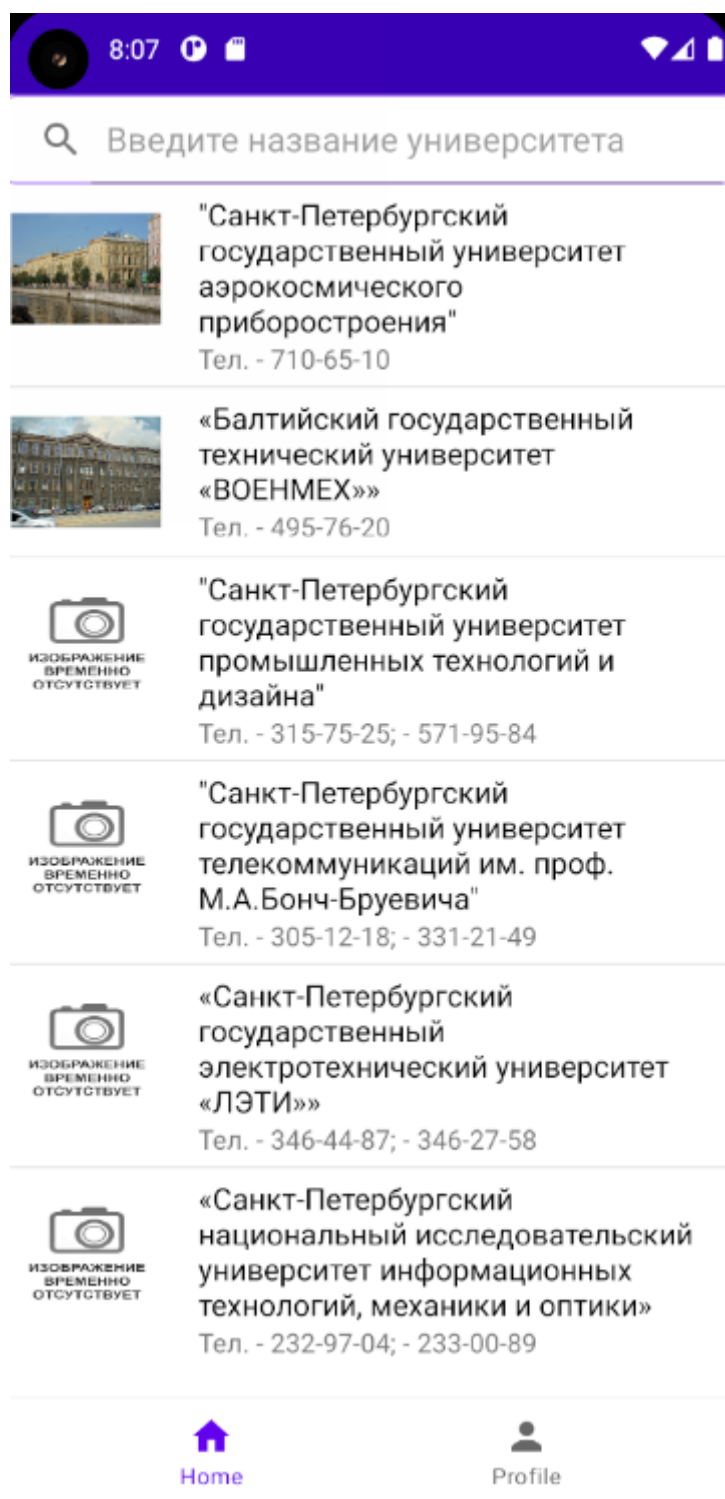 8:07
Введите название университета
"Санкт-Петербургский
государственный университет
аэрокосмического
приборостроения"
Тел. - 710-65-10
«Балтийский государственный
технический университет
«ВОЕНМЕХ»»
Тел. - 495-76-20
"Санкт-Петербургский
государственный университет
промышленных технологий и
дизайна"
Тел. - 315-75-25; - 571-95-84
ИЗОБРАЖЕНИЕ
ВРЕМЕННО
ОТСУТСТВУЕТ
"Санкт-Петербургский
государственный университет
телекоммуникаций им. проф.
М.А.Бонч-Бруевича"
Тел. - 305-12-18; - 331-21-49
ИЗОБРАЖЕНИЕ
ВРЕМЕННО
ОТСУТСТВУЕТ
«Санкт-Петербургский
государственный
электротехнический университет
«ЛЭТИ»»
Тел. - 346-44-87; - 346-27-58
ИЗОБРАЖЕНИЕ
ВРЕМЕННО
ОТСУТСТВУЕТ
«Санкт-Петербургский
национальный исследовательский
университет информационных
технологий, механики и оптики»
Тел. - 232-97-04; - 233-00-89
ИЗОБРАЖЕНИЕ
ВРЕМЕННО
ОТСУТСТВУЕТ
Home
Profile